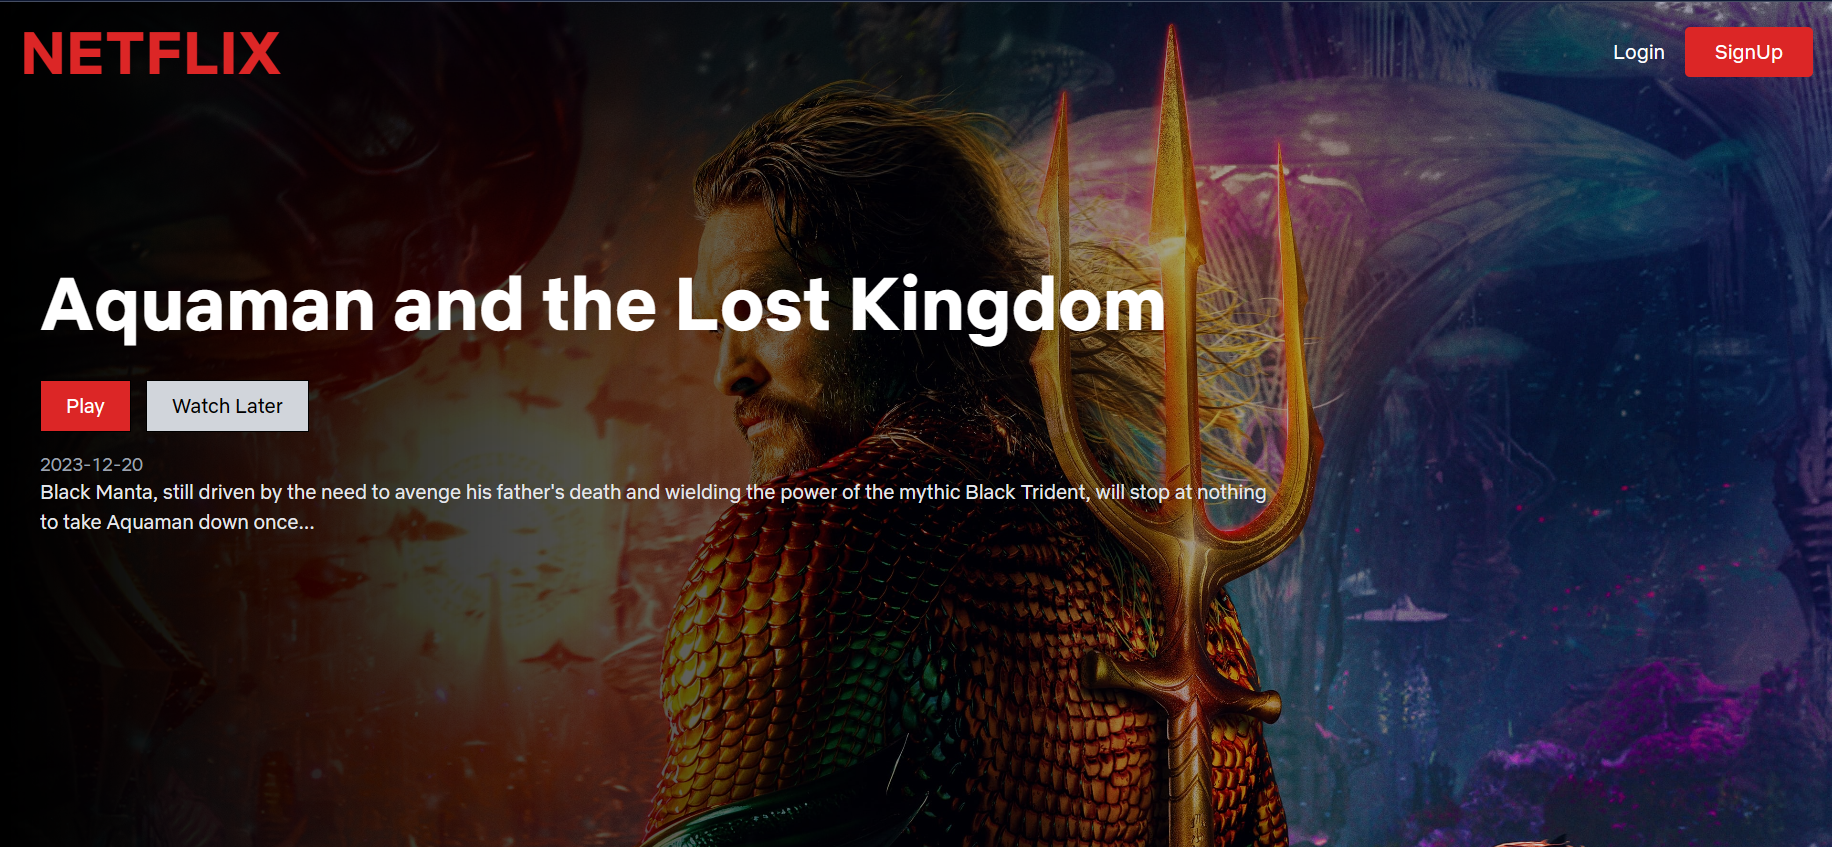 NETFLIX
Login
SignUp
Aquaman and the Lost Kingdom
Play
Watch Later
2023-12-20
Black Manta, still driven by the need to avenge his father's death and wielding the power of the mythic Black Trident, will stop at nothing
to take Aquaman down once...